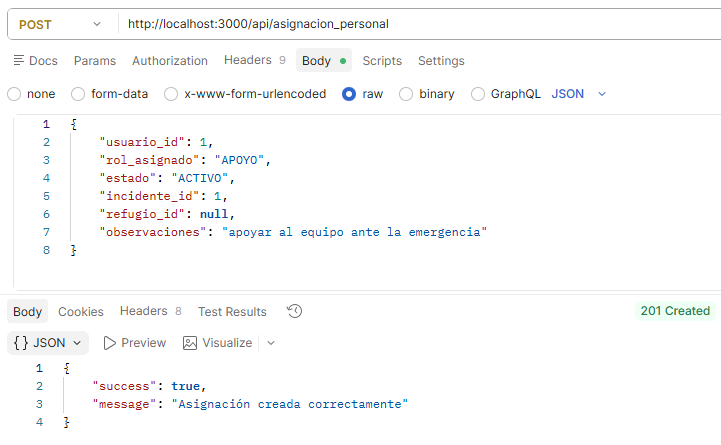 POST http://localhost:3000/api/asignacion_personal
Docs Params Authorization Headers 9 Body Scripts Settings
none form-data x-www-form-urlencoded raw binary GraphQL JSON
1 {
2 "usuario_id": 1,
3 "rol_asignado": "APOYO",
4 "estado": "ACTIVO",
5 "incidente_id": 1,
6 "refugio_id": null,
7 "observaciones": "apoyar al equipo ante la emergencia"
8 }
Body Cookies Headers 8 Test Results 201 Created
{} JSON Preview Visualize
1 {
2 "success": true,
3 "message": "Asignación creada correctamente"
4 }